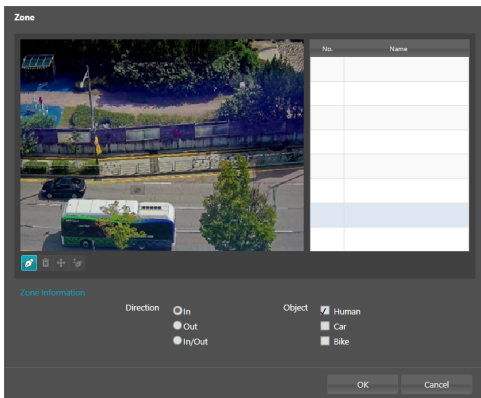 Zone
No. Name
Zone Information
Direction In Object Human
Out Car
In/Out Bike
OK Cancel